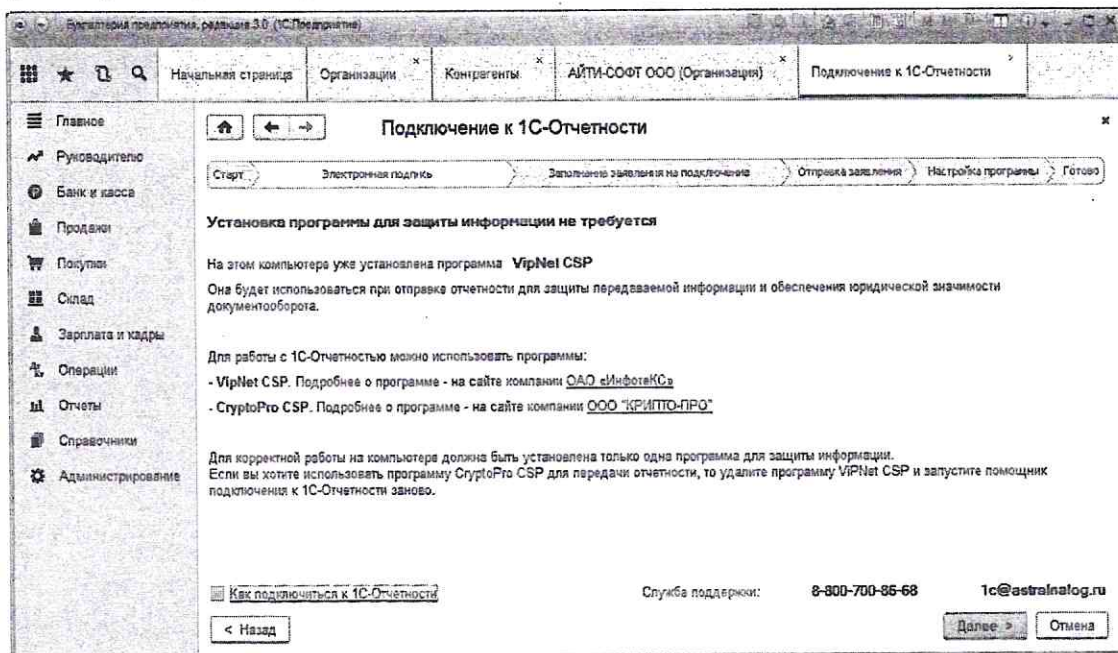 Бухгалтерия предприятия, редакция 3.0 (1С:Предприятие)
Начальная страница
Организации
Контрагенты
АЙТИ-СОФТ ООО (Организация)
Подключение к 1С-Отчетности
Главное
Руководителю
Банк и касса
Продажи
Покупки
Склад
Зарплата и кадры
Операции
Отчеты
Справочники
Администрирование
Подключение к 1С-Отчетности
Старт
Электронная подпись
Заполнение заявления на подключение
Отправка заявления
Настройка программы
Готово
Установка программы для защиты информации не требуется
На этом компьютере уже установлена программа VipNet CSP
Она будет использоваться при отправке отчетности для защиты передаваемой информации и обеспечения юридической значимости
документооборота.
Для работы с 1С-Отчетностью можно использовать программы:
- VipNet CSP. Подробнее о программе - на сайте компании ОАО «ИнфотеКС»
- CryptoPro CSP. Подробнее о программе - на сайте компании ООО "КРИПТО-ПРО"
Для корректной работы на компьютере должна быть установлена только одна программа для защиты информации.
Если вы хотите использовать программу CryptoPro CSP для передачи отчетности, то удалите программу ViPNet CSP и запустите помощник
подключения к 1С-Отчетности заново.
Как подключиться к 1С-Отчетности
Служба поддержки:
8-800-700-86-68
1c@astralnalog.ru
< Назад
Далее >
Отмена